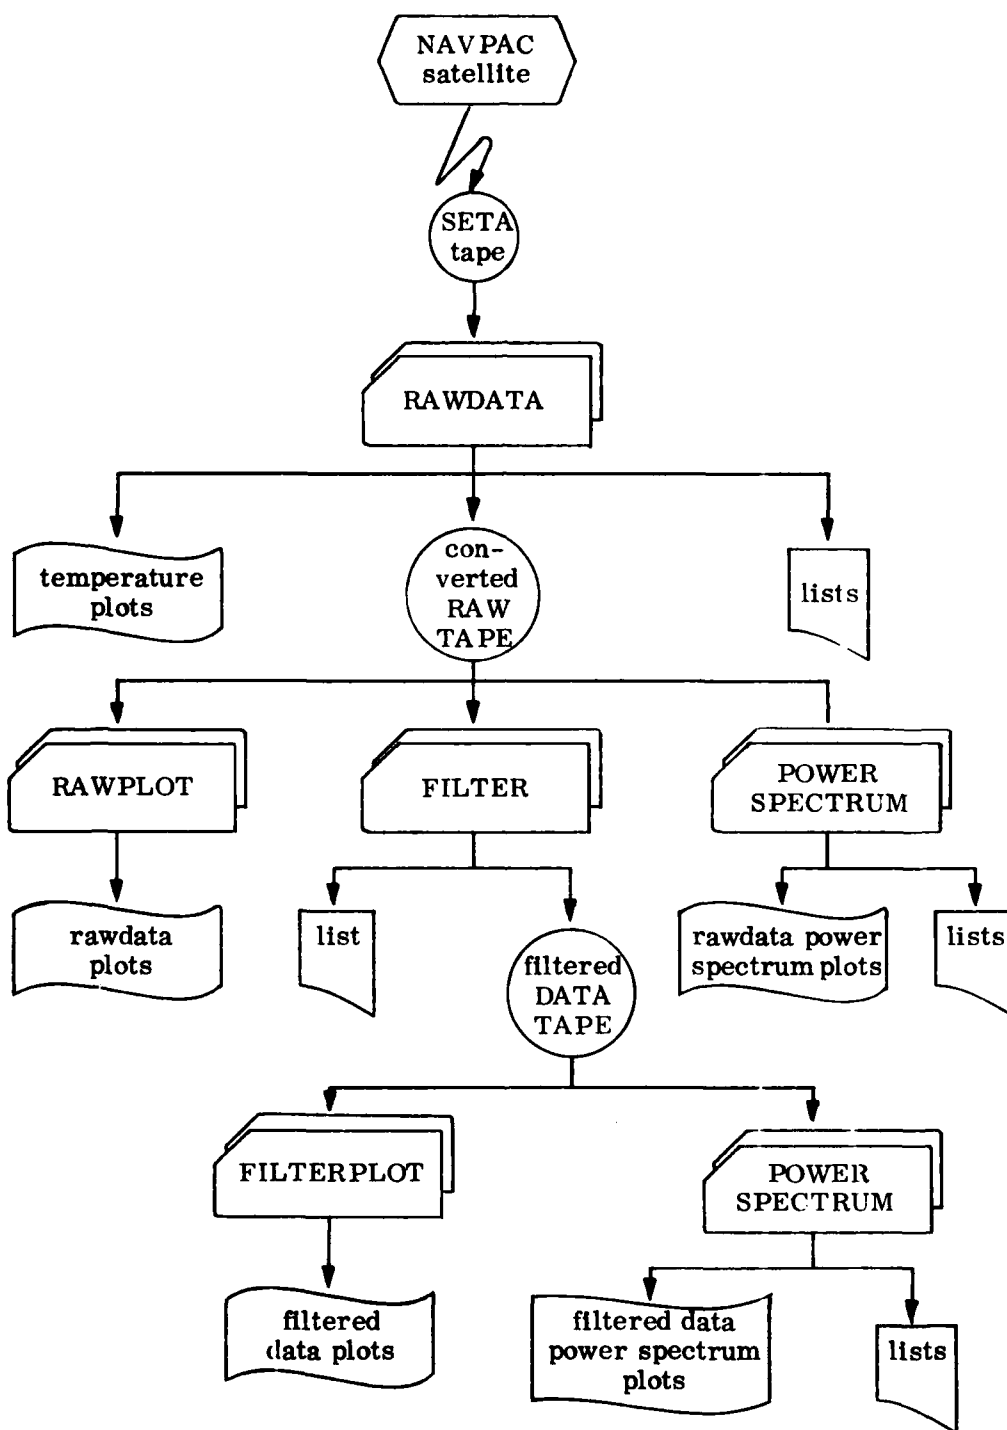 NAVPAC
satellite
SETA
tape
RAWDATA
temperature
plots
con-
verted
RAW
TAPE
lists
RAWPLOT
FILTER
POWER
SPECTRUM
rawdata
plots
list
filtered
DATA
TAPE
rawdata power
spectrum plots
lists
FILTERPLOT
POWER
SPECTRUM
filtered
data plots
filtered data
power spectrum
plots
lists